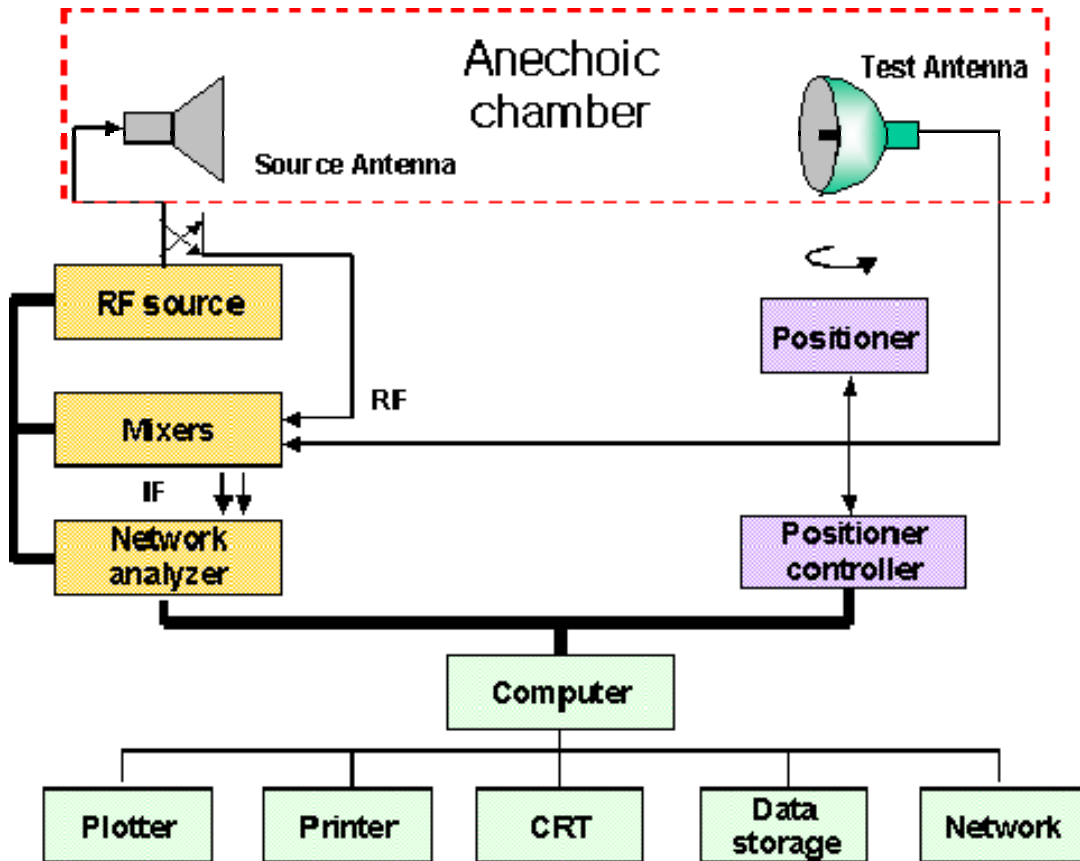 Anechoic
chamber
Test Antenna
Source Antenna
RF source
Positioner
RF
Mixers
IF
Network
analyzer
Positioner
controller
Computer
Plotter
Printer
CRT
Data
storage
Network